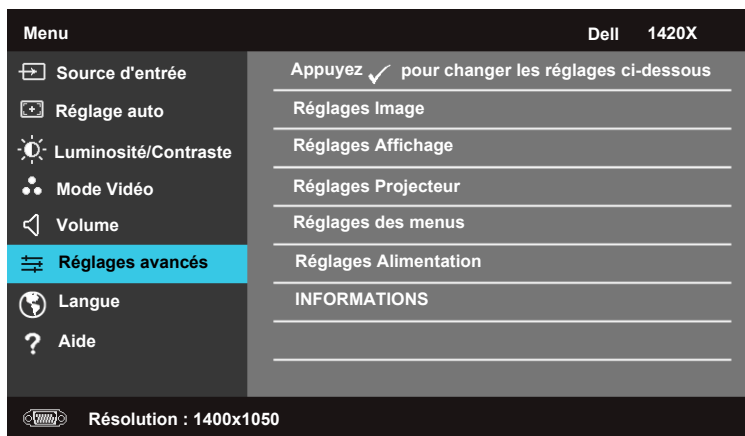 Menu
Dell 1420X
Source d'entrée
Réglage auto
Luminosité/Contraste
Mode Vidéo
Volume
Réglages avancés
Langue
? Aide
Appuyez ✓ pour changer les réglages ci-dessous
Réglages Image
Réglages Affichage
Réglages Projecteur
Réglages des menus
Réglages Alimentation
INFORMATIONS
Résolution : 1400x1050